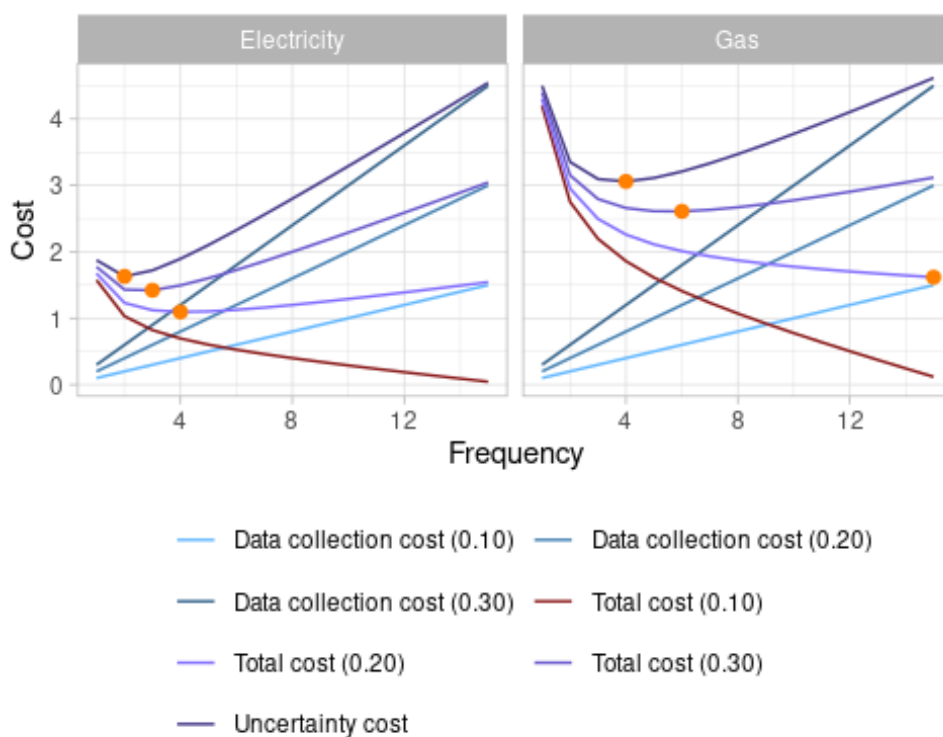 Electricity
Gas
4
3
2
1
0
Cost
4 8 12
4 8 12
Frequency
Data collection cost (0.10)
Data collection cost (0.20)
Data collection cost (0.30)
Total cost (0.10)
Total cost (0.20)
Total cost (0.30)
Uncertainty cost